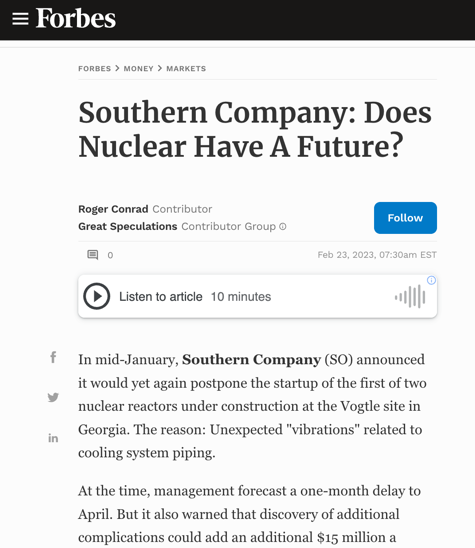 Forbes
FORBES > MONEY > MARKETS
Southern Company: Does
Nuclear Have A Future?
Roger Conrad Contributor
Great Speculations Contributor Group
Follow
0
Feb 23, 2023, 07:30am EST
Listen to article 10 minutes
In mid-January, Southern Company (SO) announced
it would yet again postpone the startup of the first of two
nuclear reactors under construction at the Vogtle site in
Georgia. The reason: Unexpected "vibrations" related to
cooling system piping.
At the time, management forecast a one-month delay to
April. But it also warned that discovery of additional
complications could add an additional $15 million a